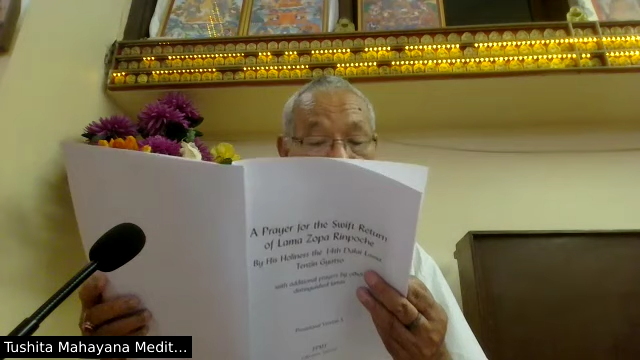 A Prayer for the Swift Return
of Lama Zopa Rinpoche
By His Holiness the 14th Dalai Lama
Tenzin Gyatso
with additional prayers by other
distinguished lamas
FPMT
Tushita Mahayana Medit...